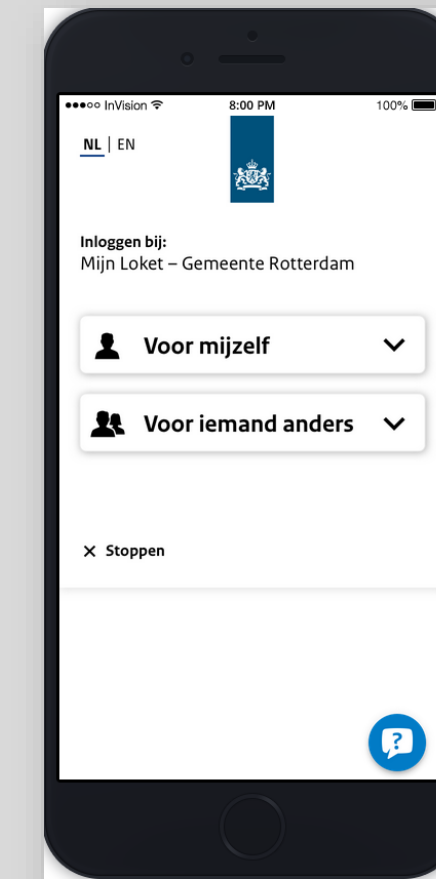 InVision
8:00 PM
100%
NL | EN
Inloggen bij:
Mijn Loket – Gemeente Rotterdam
Voor mijzelf
Voor iemand anders
Stoppen
?